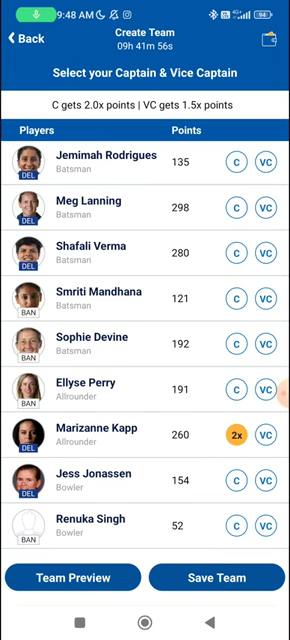 9:48 AM
4G+
94
Back
Create Team
09h 41m 56s
Select your Captain & Vice Captain
C gets 2.0x points | VC gets 1.5x points
Players Points
Jemimah Rodrigues
Batsman
DEL
135 C VC
Meg Lanning
Batsman
DEL
298 C VC
Shafali Verma
Batsman
DEL
280 C VC
Smriti Mandhana
Batsman
BAN
121 C VC
Sophie Devine
Batsman
BAN
192 C VC
Ellyse Perry
Allrounder
BAN
191 C VC
Marizanne Kapp
Allrounder
DEL
260 2x VC
Jess Jonassen
Bowler
DEL
154 C VC
Renuka Singh
Bowler
BAN
52 C VC
Team Preview Save Team